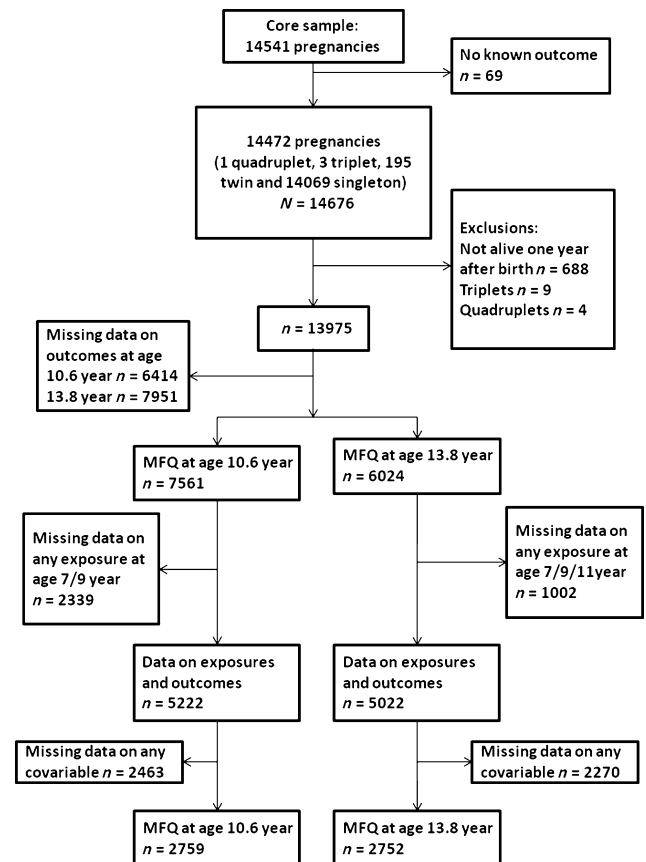 Core sample:
14541 pregnancies
No known outcome
n = 69
14472 pregnancies
(1 quadruplet, 3 triplet, 195
twin and 14069 singleton)
N = 14676
Exclusions:
Not alive one year
after birth n = 688
Triplets n = 9
Quadruplets n = 4
n = 13975
Missing data on
outcomes at age
10.6 year n = 6414
13.8 year n = 7951
MFQ at age 10.6 year
n = 7561
MFQ at age 13.8 year
n = 6024
Missing data on
any exposure at
age 7/9 year
n = 2339
Missing data on
any exposure at
age 7/9/11year
n = 1002
Data on exposures
and outcomes
n = 5222
Data on exposures
and outcomes
n = 5022
Missing data on any
covariable n = 2463
Missing data on any
covariable n = 2270
MFQ at age 10.6 year
n = 2759
MFQ at age 13.8 year
n = 2752